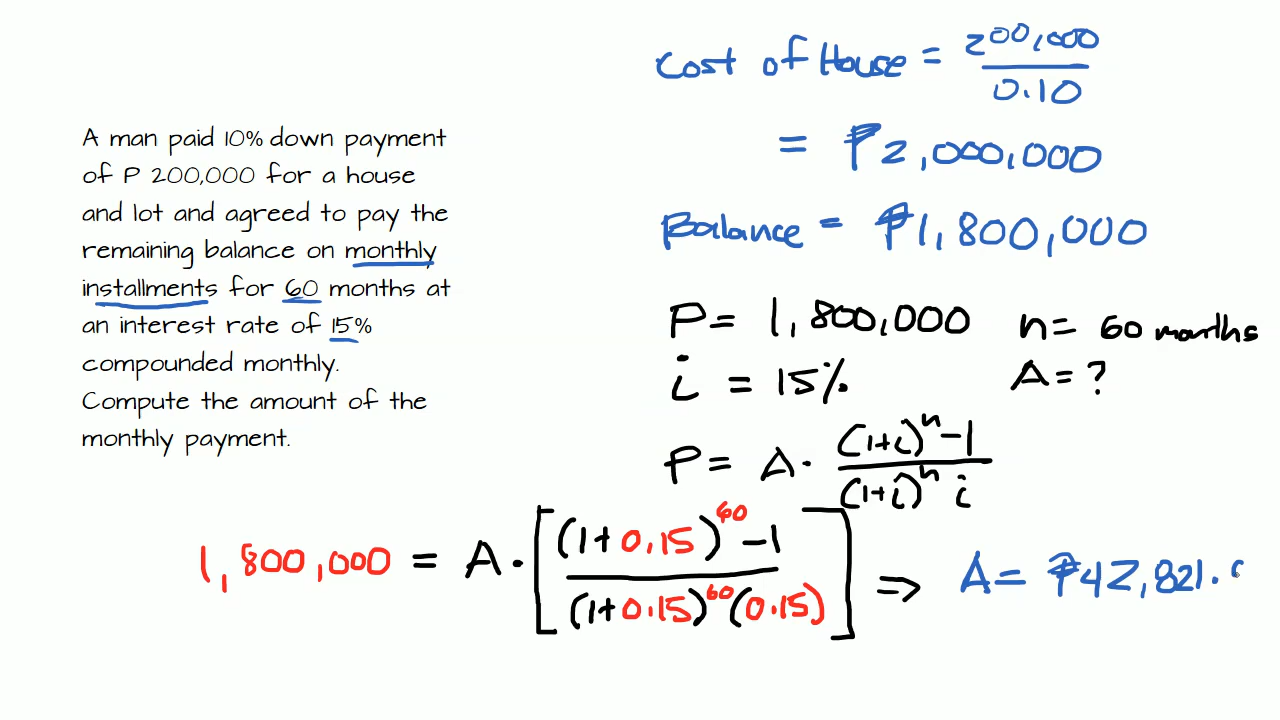 A man paid 10% down payment
of P 200,000 for a house
and lot and agreed to pay the
remaining balance on monthly
installments for 60 months at
an interest rate of 15%
compounded monthly.
Compute the amount of the
monthly payment.
Cost of House = 200,000 / 0.10
= ₱2,000,000
Balance = ₱1,800,000
P = 1,800,000 n = 60 months
i = 15% A = ?
P = A · (1+i)^n -1 / (1+i)^n i
1,800,000 = A · [(1+0.15)^60 -1 / (1+0.15)^60 (0.15)] => A = ₱42,821.